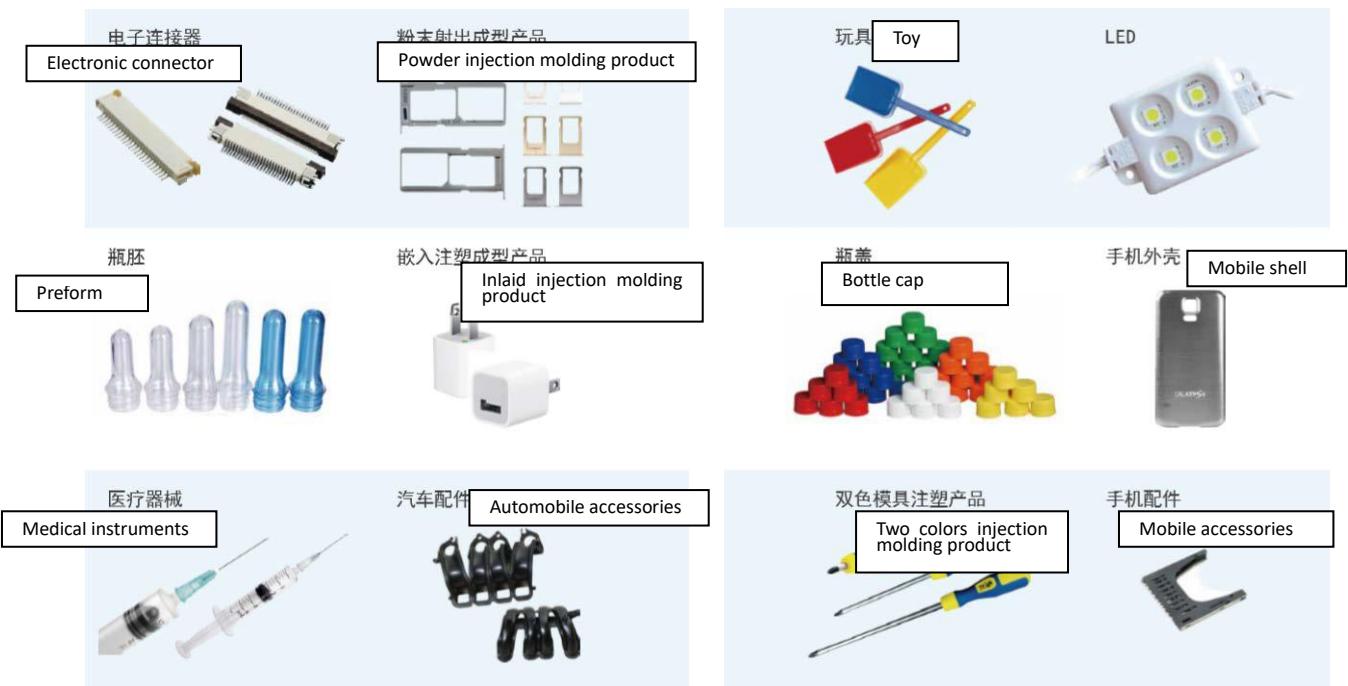 电子连接器
Electronic connector
粉末射出成型产品
Powder injection molding product
玩具
Toy
LED
瓶胚
Preform
嵌入注塑成型产品
Inlaid injection molding
product
瓶盖
Bottle cap
手机外壳
Mobile shell
GALAXY S5
医疗器械
Medical instruments
汽车配件
Automobile accessories
双色模具注塑产品
Two colors injection
molding product
手机配件
Mobile accessories